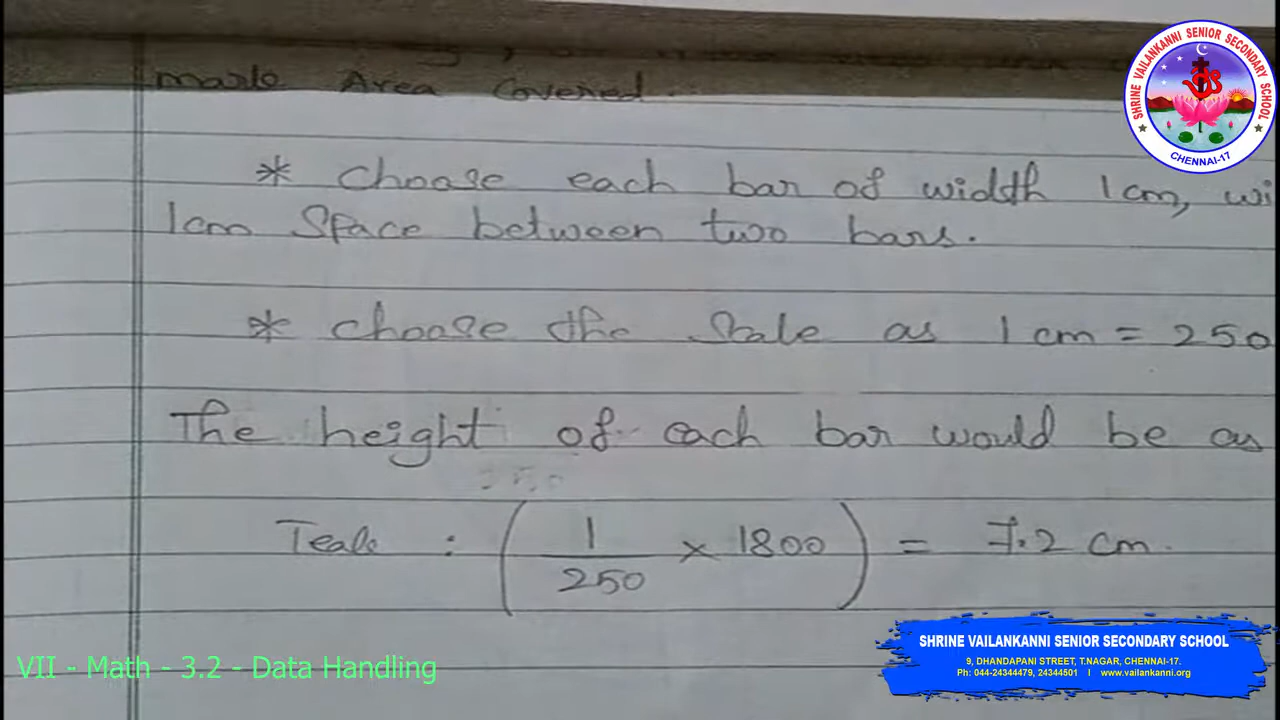 mark Area Covered.
* choose each bar of width 1 cm, wi
1cm space between two bars.
* choose the Scale as 1 cm = 250
The height of each bar would be as
Teak : ( 1/250 × 1800 ) = 7.2 cm.
SHRINE VAILANKANNI SENIOR SECONDARY SCHOOL
CHENNAI-17
VII - Math - 3.2 - Data Handling
SHRINE VAILANKANNI SENIOR SECONDARY SCHOOL
9, DHANDAPANI STREET, T.NAGAR, CHENNAI-17.
Ph: 044-24344479, 24344501 I www.vailankanni.org